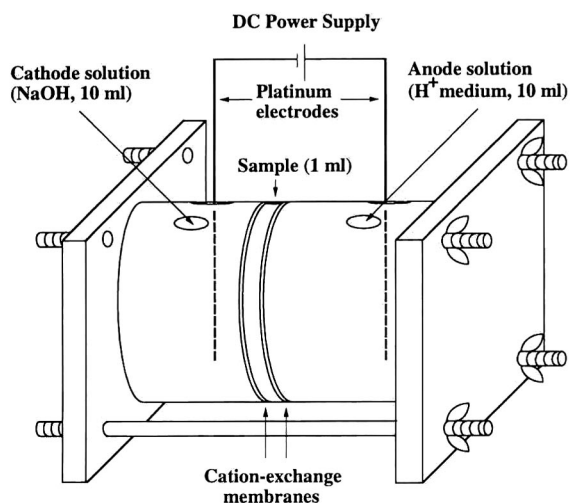 DC Power Supply
Cathode solution
(NaOH, 10 ml)
Platinum
electrodes
Anode solution
(H+ medium, 10 ml)
Sample (1 ml)
Cation-exchange
membranes